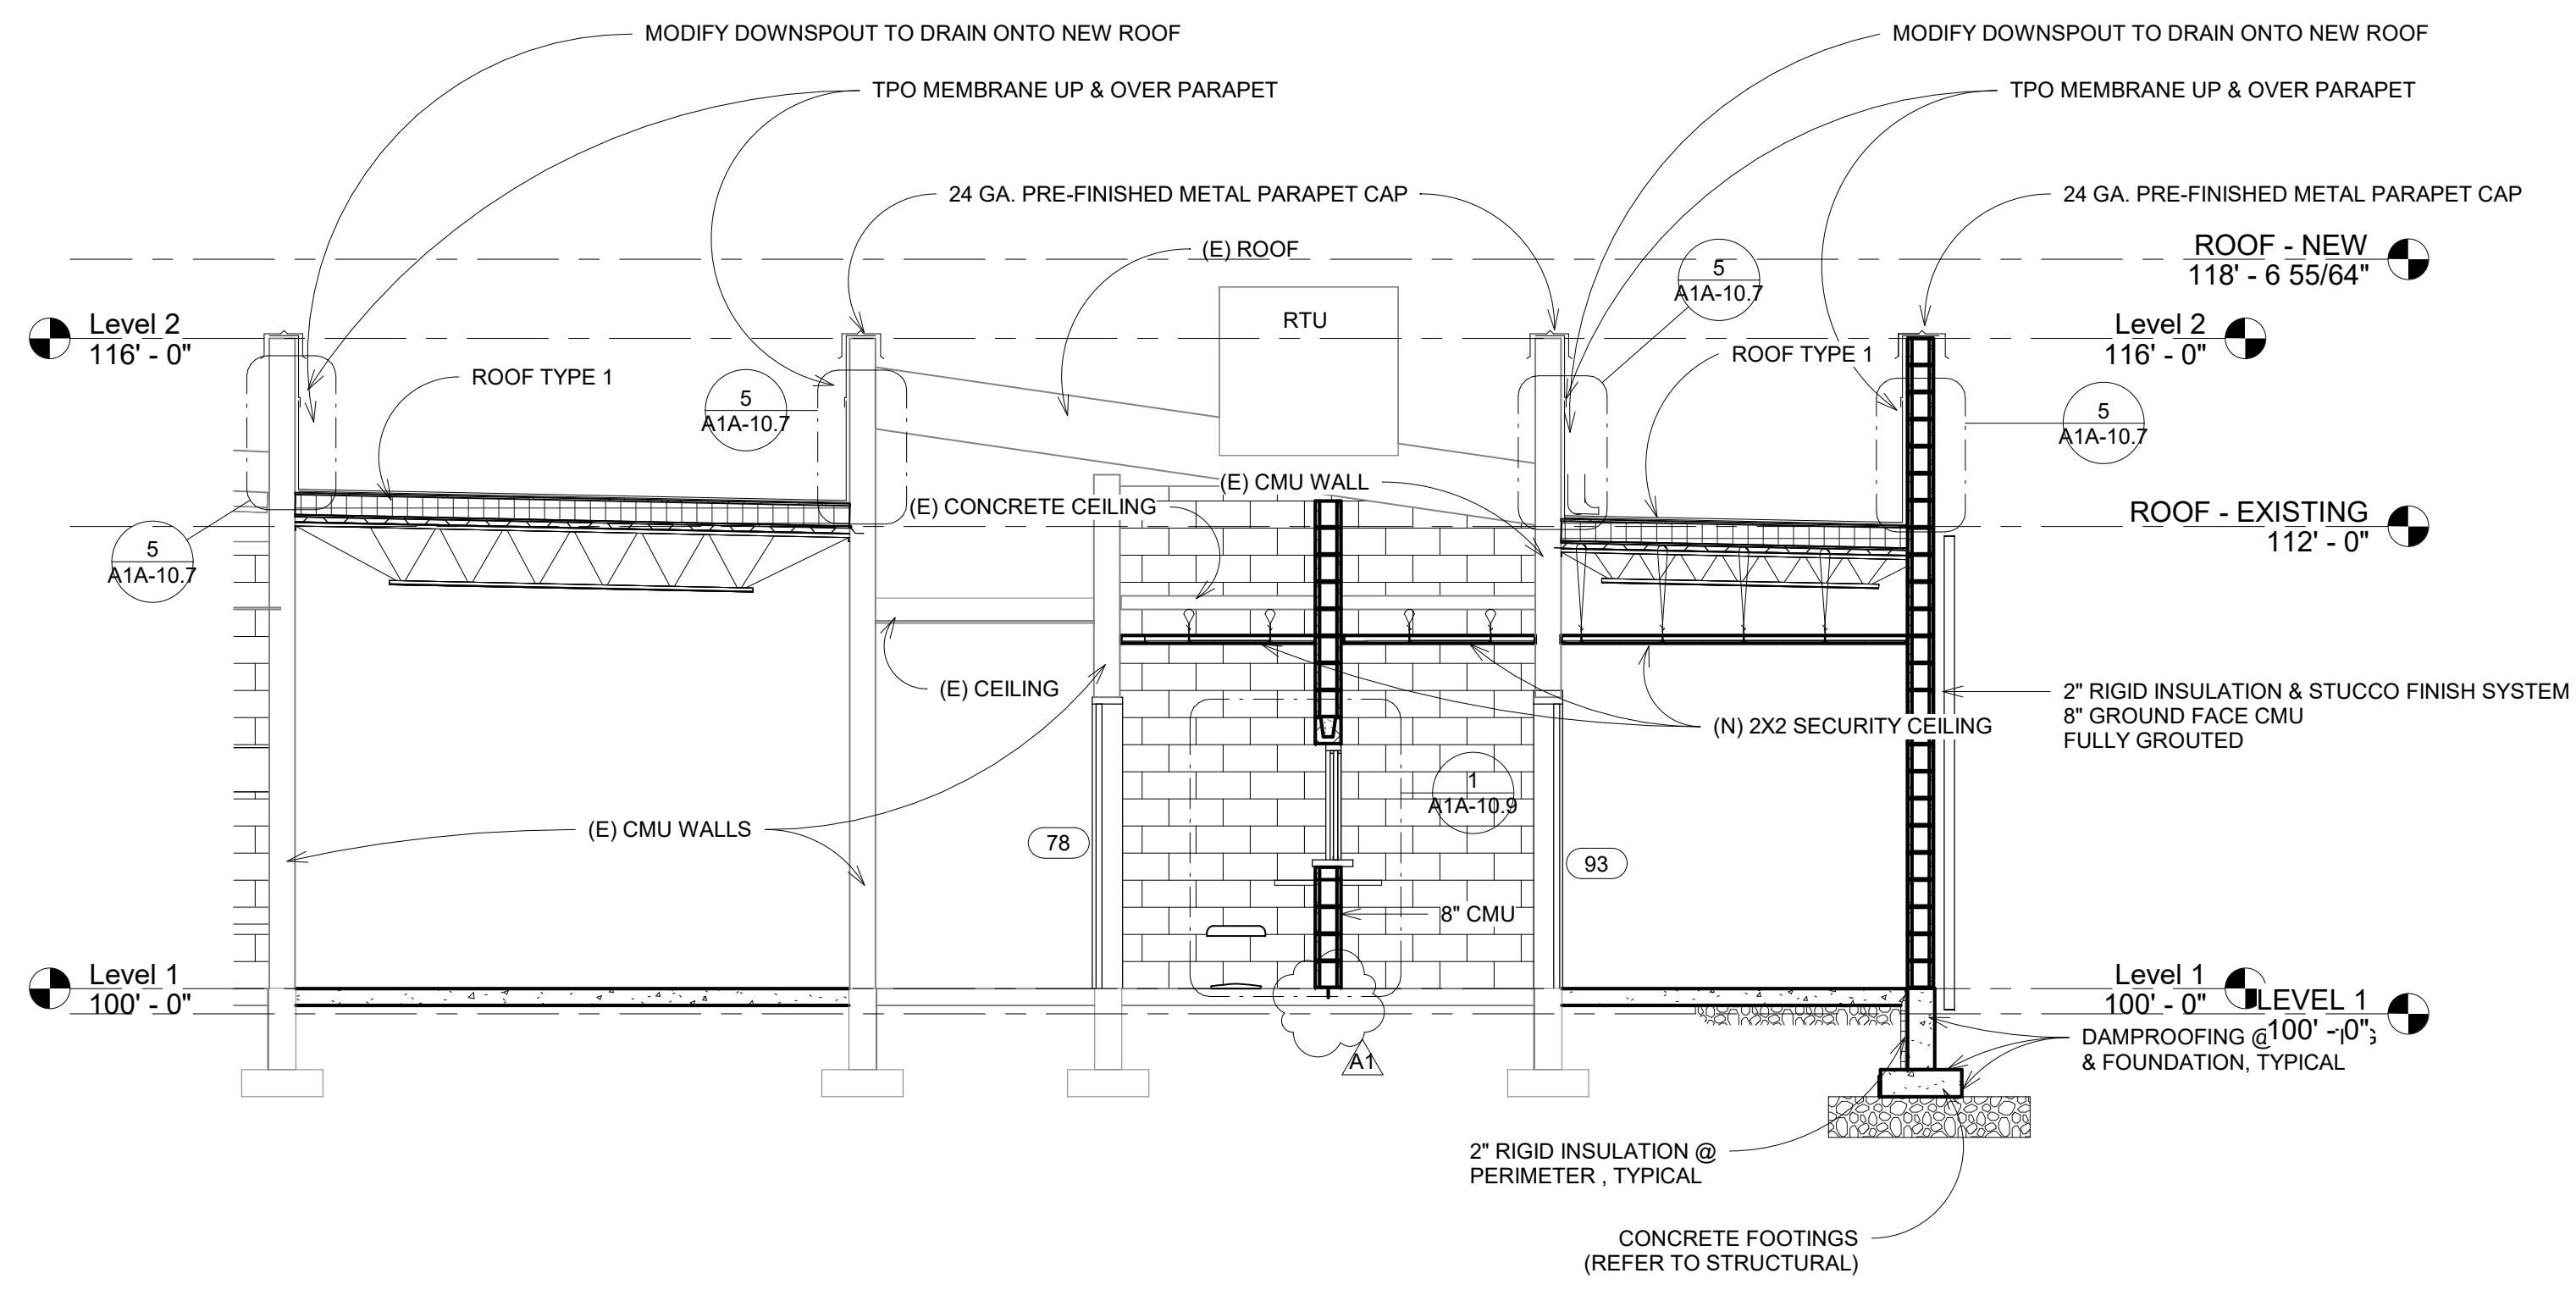 MODIFY DOWNSPOUT TO DRAIN ONTO NEW ROOF
MODIFY DOWNSPOUT TO DRAIN ONTO NEW ROOF
TPO MEMBRANE UP & OVER PARAPET
TPO MEMBRANE UP & OVER PARAPET
24 GA. PRE-FINISHED METAL PARAPET CAP
24 GA. PRE-FINISHED METAL PARAPET CAP
(E) ROOF
ROOF - NEW
118' - 6 55/64"
5
A1A-10.7
RTU
Level 2
116' - 0"
Level 2
116' - 0"
ROOF TYPE 1
ROOF TYPE 1
5
A1A-10.7
5
A1A-10.7
(E) CMU WALL
(E) CONCRETE CEILING
ROOF - EXISTING
112' - 0"
5
A1A-10.7
(E) CEILING
2" RIGID INSULATION & STUCCO FINISH SYSTEM
8" GROUND FACE CMU
FULLY GROUTED
(N) 2X2 SECURITY CEILING
1
A1A-10.9
(E) CMU WALLS
78
93
8" CMU
Level 1
100' - 0"
Level 1
100' - 0"
LEVEL 1
100' - 0"
DAMPROOFING @
& FOUNDATION, TYPICAL
A1
2" RIGID INSULATION @
PERIMETER , TYPICAL
CONCRETE FOOTINGS
(REFER TO STRUCTURAL)